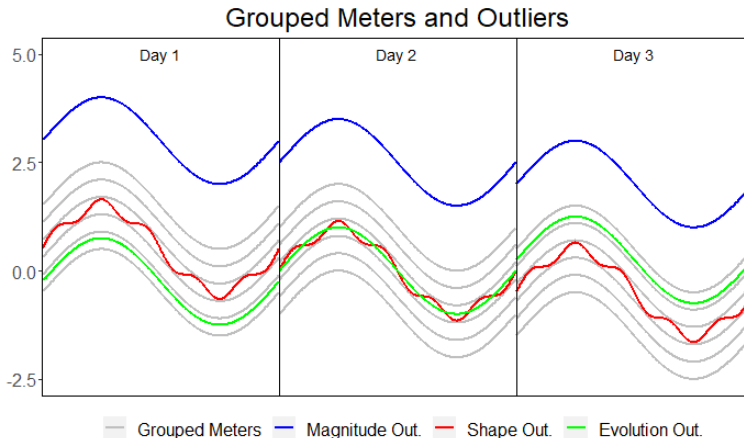 Grouped Meters and Outliers
Day 1 Day 2 Day 3
5.0
2.5
0.0
-2.5
Grouped Meters Magnitude Out. Shape Out. Evolution Out.